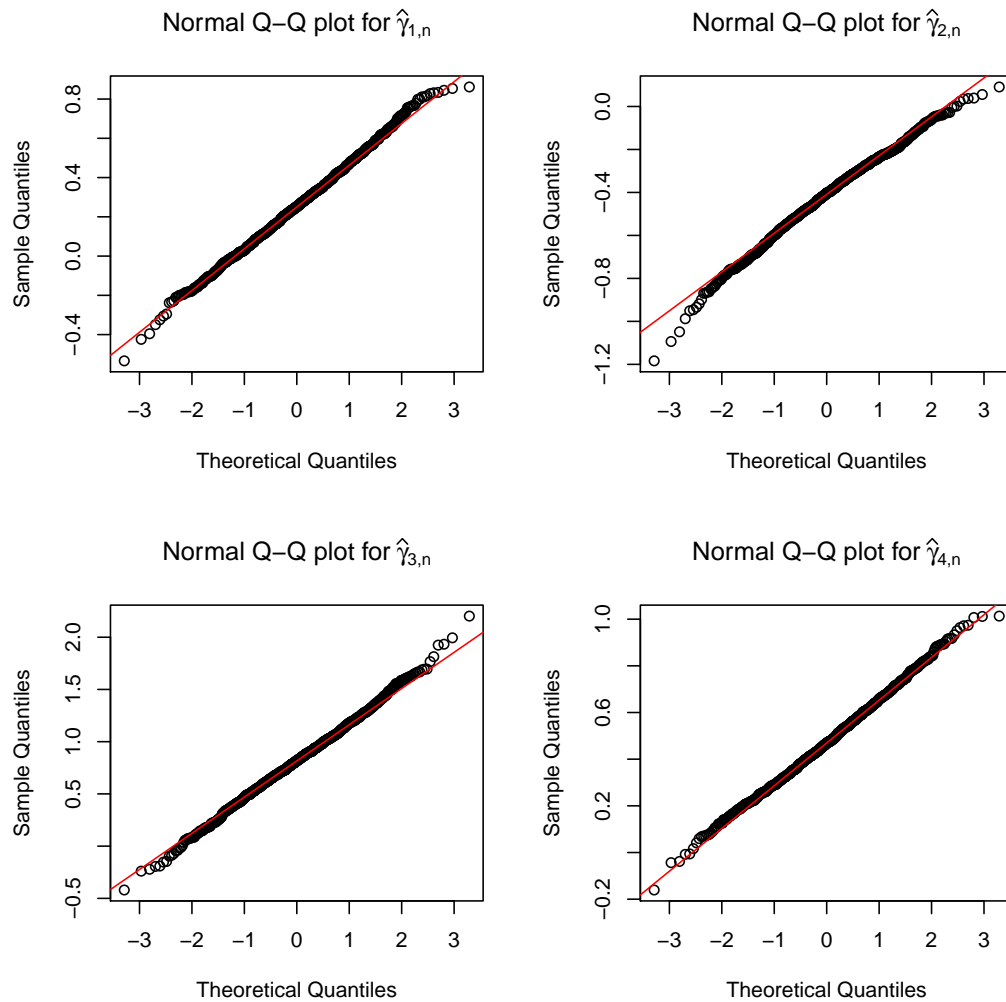 Normal Q−Q plot for γ̂1,n
0.8
0.4
0.0
−0.4
Sample Quantiles
−3 −2 −1 0 1 2 3
Theoretical Quantiles
Normal Q−Q plot for γ̂2,n
0.0
−0.4
−0.8
−1.2
Sample Quantiles
−3 −2 −1 0 1 2 3
Theoretical Quantiles
Normal Q−Q plot for γ̂3,n
2.0
1.5
1.0
0.5
−0.5
Sample Quantiles
−3 −2 −1 0 1 2 3
Theoretical Quantiles
Normal Q−Q plot for γ̂4,n
1.0
0.6
0.2
−0.2
Sample Quantiles
−3 −2 −1 0 1 2 3
Theoretical Quantiles